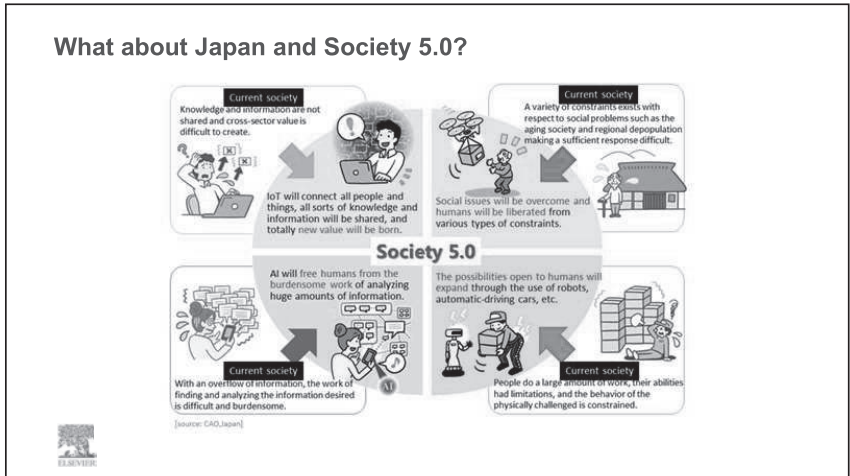 What about Japan and Society 5.0?
Current society
Knowledge and information are not
shared and cross-sector value is
difficult to create.
IoT will connect all people and
things, all sorts of knowledge and
information will be shared, and
totally new value will be born.
Current society
A variety of constraints exists with
respect to social problems such as the
aging society and regional depopulation
making a sufficient response difficult.
Social issues will be overcome and
humans will be liberated from
various types of constraints.
Society 5.0
AI will free humans from the
burdensome work of analyzing
huge amounts of information.
AI
Current society
With an overflow of information, the work of
finding and analyzing the information desired
is difficult and burdensome.
The possibilities open to humans will
expand through the use of robots,
automatic-driving cars, etc.
Current society
People do a large amount of work, their abilities
had limitations, and the behavior of the
physically challenged is constrained.
[source: CAO,Japan]
ELSEVIER